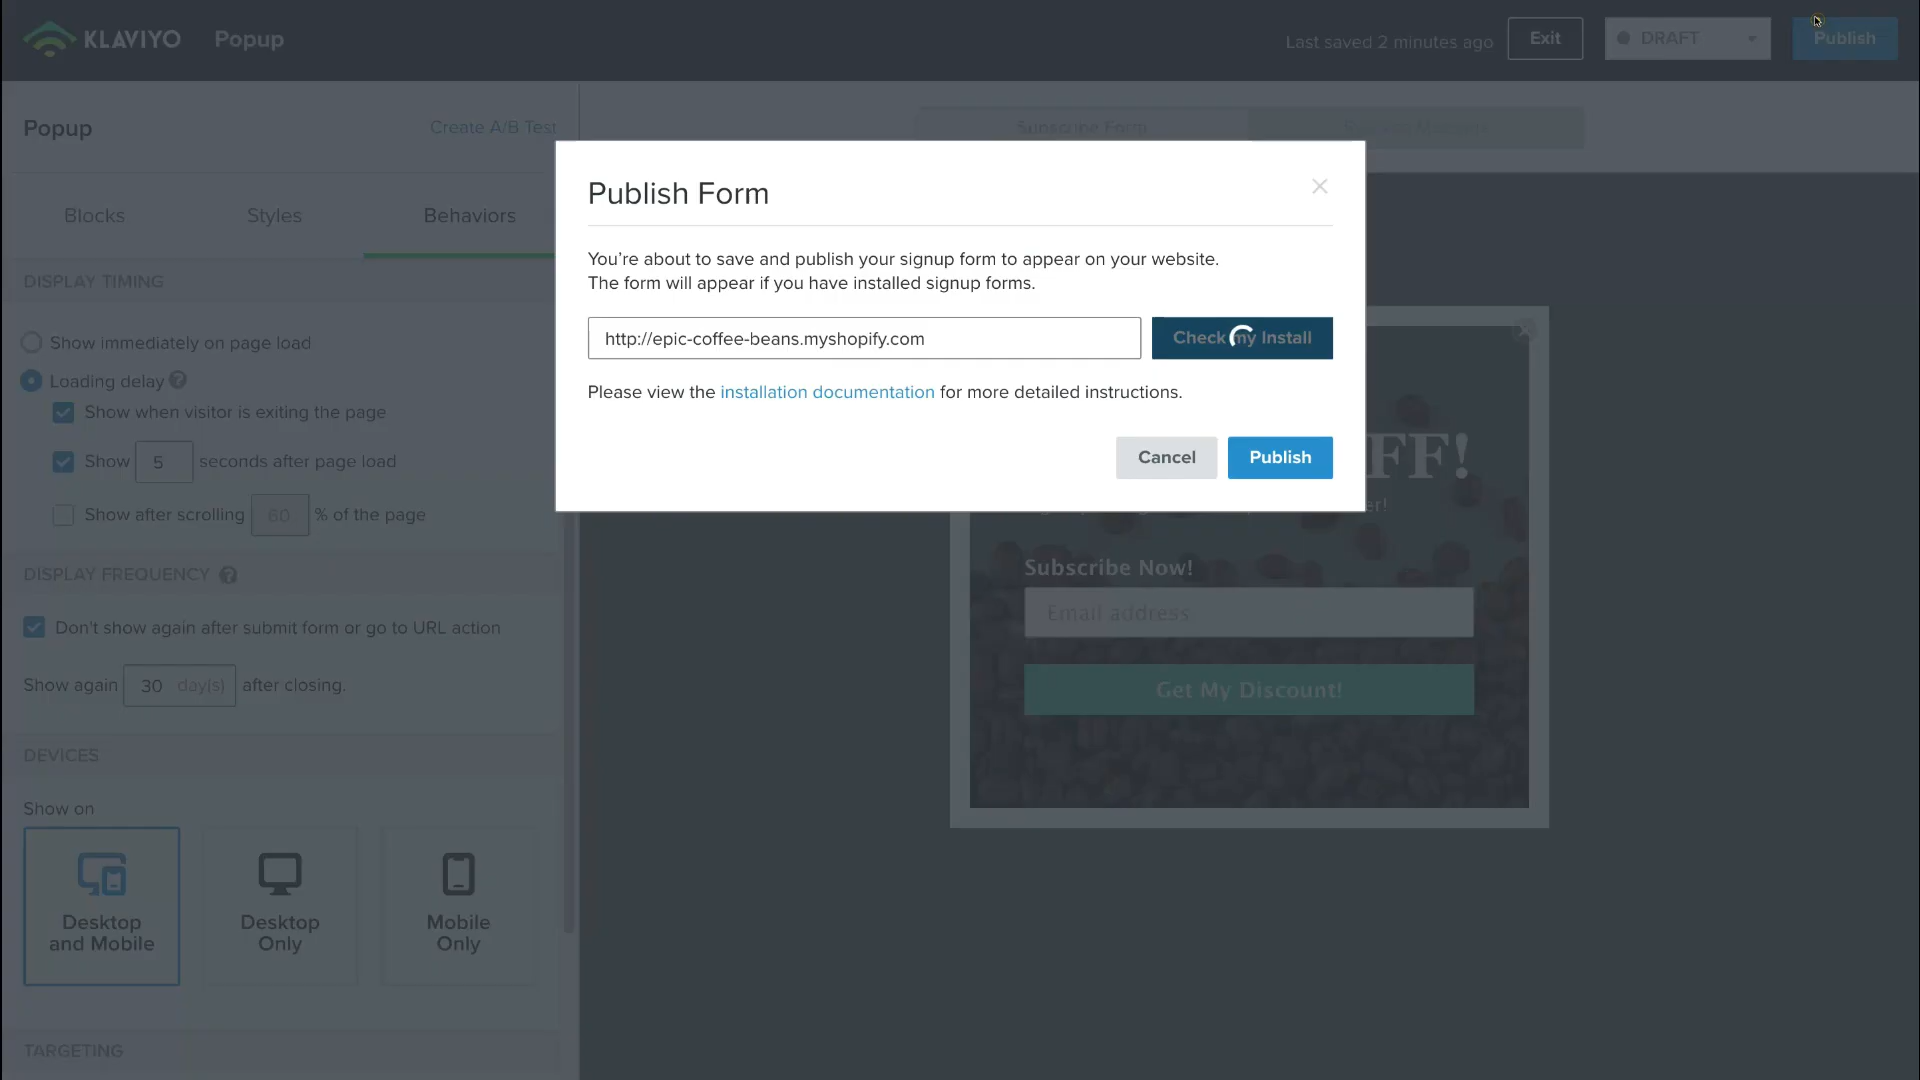 KLAVIYO
Popup
Last saved 2 minutes ago
Exit
DRAFT
Publish
Popup
Create A/B Test
Subscribe Form
Blocks
Styles
Behaviors
DISPLAY TIMING
Show immediately on page load
Loading delay ?
Show when visitor is exiting the page
Show 5 seconds after page load
Show after scrolling 60 % of the page
DISPLAY FREQUENCY ?
Don't show again after submit form or go to URL action
Show again 30 day(s) after closing.
DEVICES
Show on
Desktop
and Mobile
Desktop
Only
Mobile
Only
TARGETING
Publish Form
You're about to save and publish your signup form to appear on your website.
The form will appear if you have installed signup forms.
http://epic-coffee-beans.myshopify.com
Check my Install
Please view the installation documentation for more detailed instructions.
Cancel
Publish
FF!
er!
Subscribe Now!
Email address
Get My Discount!